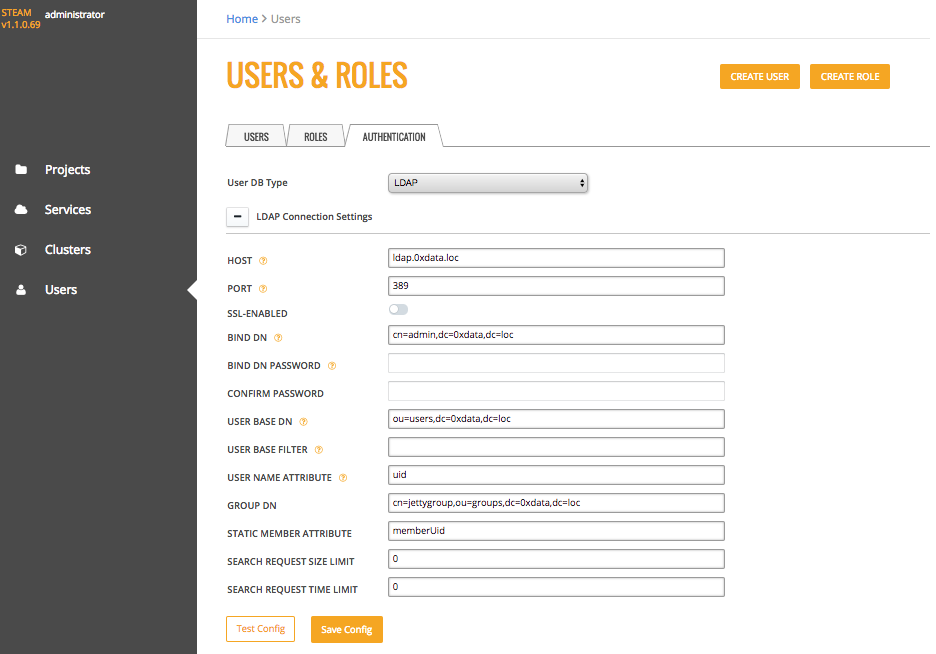 STEAM administrator
v1.1.0.69
Projects
Services
Clusters
Users
Home > Users
USERS & ROLES
CREATE USER CREATE ROLE
USERS ROLES AUTHENTICATION
User DB Type LDAP
− LDAP Connection Settings
HOST ? ldap.0xdata.loc
PORT ? 389
SSL-ENABLED
BIND DN ? cn=admin,dc=0xdata,dc=loc
BIND DN PASSWORD ?
CONFIRM PASSWORD
USER BASE DN ? ou=users,dc=0xdata,dc=loc
USER BASE FILTER ?
USER NAME ATTRIBUTE ? uid
GROUP DN cn=jettygroup,ou=groups,dc=0xdata,dc=loc
STATIC MEMBER ATTRIBUTE memberUid
SEARCH REQUEST SIZE LIMIT 0
SEARCH REQUEST TIME LIMIT 0
Test Config Save Config